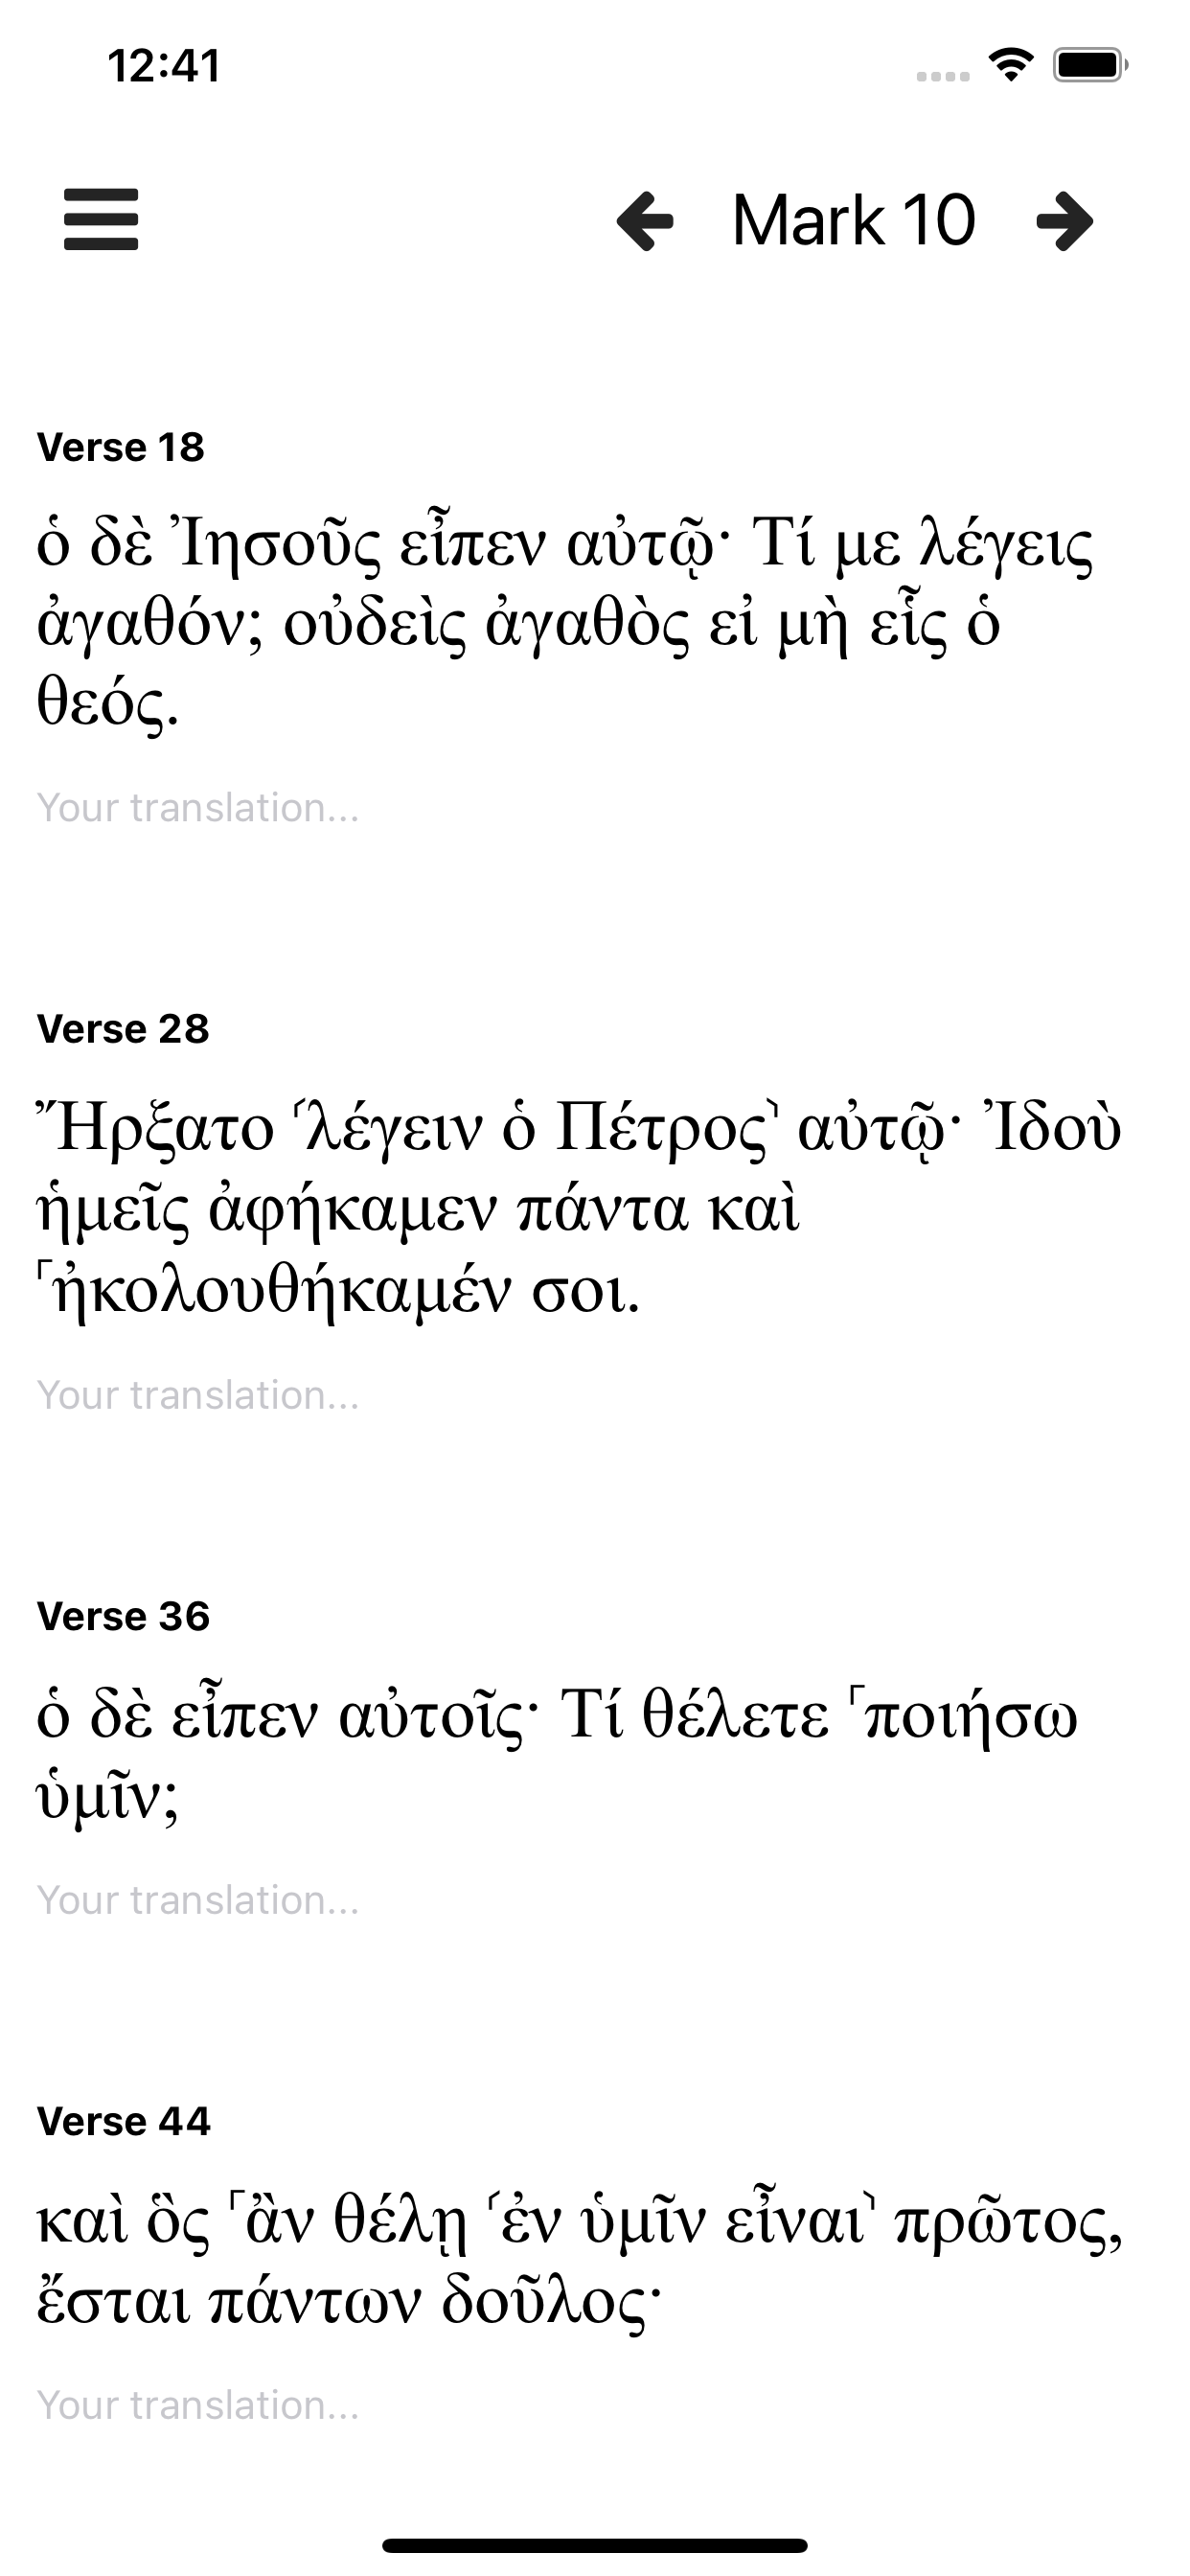 12:41
Mark 10
Verse 18
ὁ δὲ Ἰησοῦς εἶπεν αὐτῷ· Τί με λέγεις
ἀγαθόν; οὐδεὶς ἀγαθὸς εἰ μὴ εἷς ὁ
θεός.
Your translation...
Verse 28
Ἤρξατο ⸂λέγειν ὁ Πέτρος⸃ αὐτῷ· Ἰδοὺ
ἡμεῖς ἀφήκαμεν πάντα καὶ
⸀ἠκολουθήκαμέν σοι.
Your translation...
Verse 36
ὁ δὲ εἶπεν αὐτοῖς· Τί θέλετε ⸀ποιήσω
ὑμῖν;
Your translation...
Verse 44
καὶ ὃς ⸀ἂν θέλῃ ⸂ἐν ὑμῖν εἶναι⸃ πρῶτος,
ἔσται πάντων δοῦλος·
Your translation...